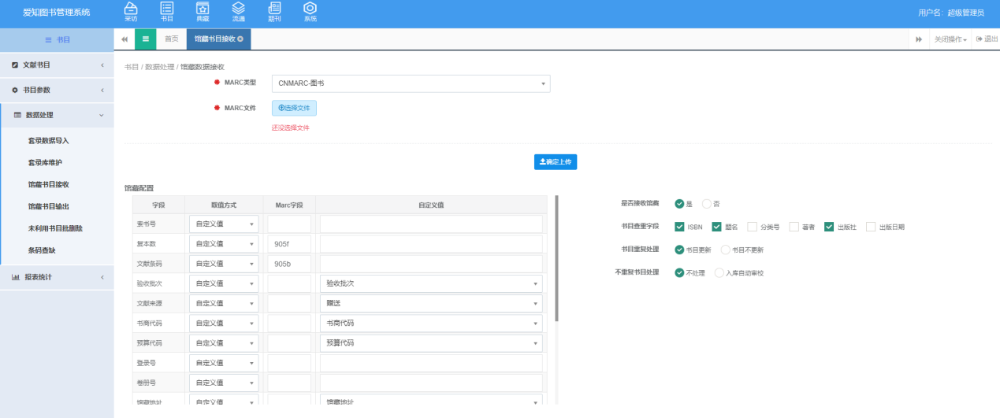 爱知图书管理系统
采访 书目 典藏 流通 期刊 系统
用户名: 超级管理员
书目
首页 馆藏书目接收
关闭操作 退出
文献书目
书目参数
数据处理
套录数据导入
套录库维护
馆藏书目接收
馆藏书目输出
未利用书目批删除
条码查缺
报表统计
书目 / 数据处理 / 馆藏数据接收
MARC类型 CNMARC-图书
MARC文件 选择文件
还没选择文件
确定上传
馆藏配置
字段 取值方式 Marc字段 自定义值
索书号 自定义值
复本数 自定义值 905f
文献条码 自定义值 905b
验收批次 自定义值 验收批次
文献来源 自定义值 赠送
书商代码 自定义值 书商代码
预算代码 自定义值 预算代码
登录号 自定义值
卷册号 自定义值
馆藏地址 自定义值 馆藏地址
是否接收馆藏 是 否
书目查重字段 ISBN 题名 分类号 著者 出版社 出版日期
书目重复处理 书目更新 书目不更新
不重复书目处理 不处理 入库自动审校